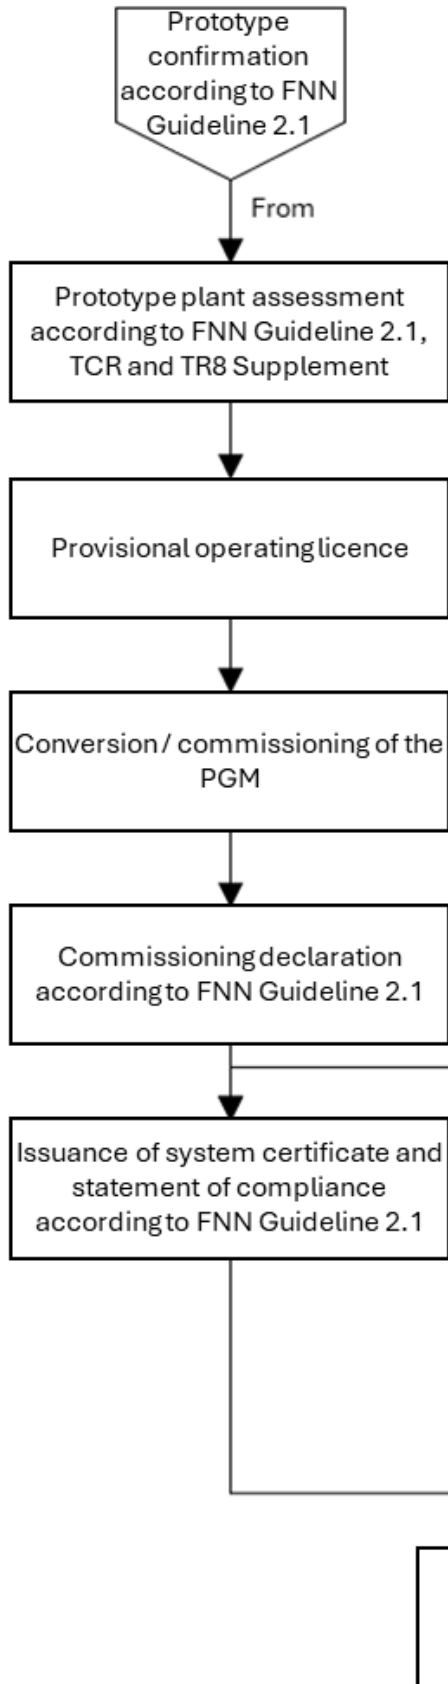 Prototype
confirmation
according to FNN
Guideline 2.1
From
Prototype plant assessment
according to FNN Guideline 2.1,
TCR and TR8 Supplement
Provisional operating licence
Conversion / commissioning of the
PGM
Commissioning declaration
according to FNN Guideline 2.1
Issuance of system certificate and
statement of compliance
according to FNN Guideline 2.1